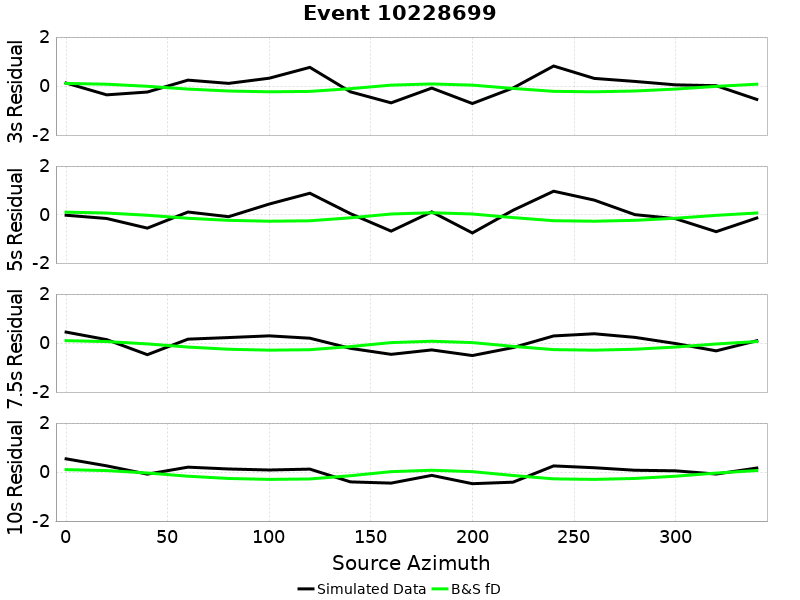 Event 10228699
3s Residual
2
0
-2
5s Residual
2
0
-2
7.5s Residual
2
0
-2
10s Residual
2
0
-2
0 50 100 150 200 250 300
Source Azimuth
Simulated Data B&S fD